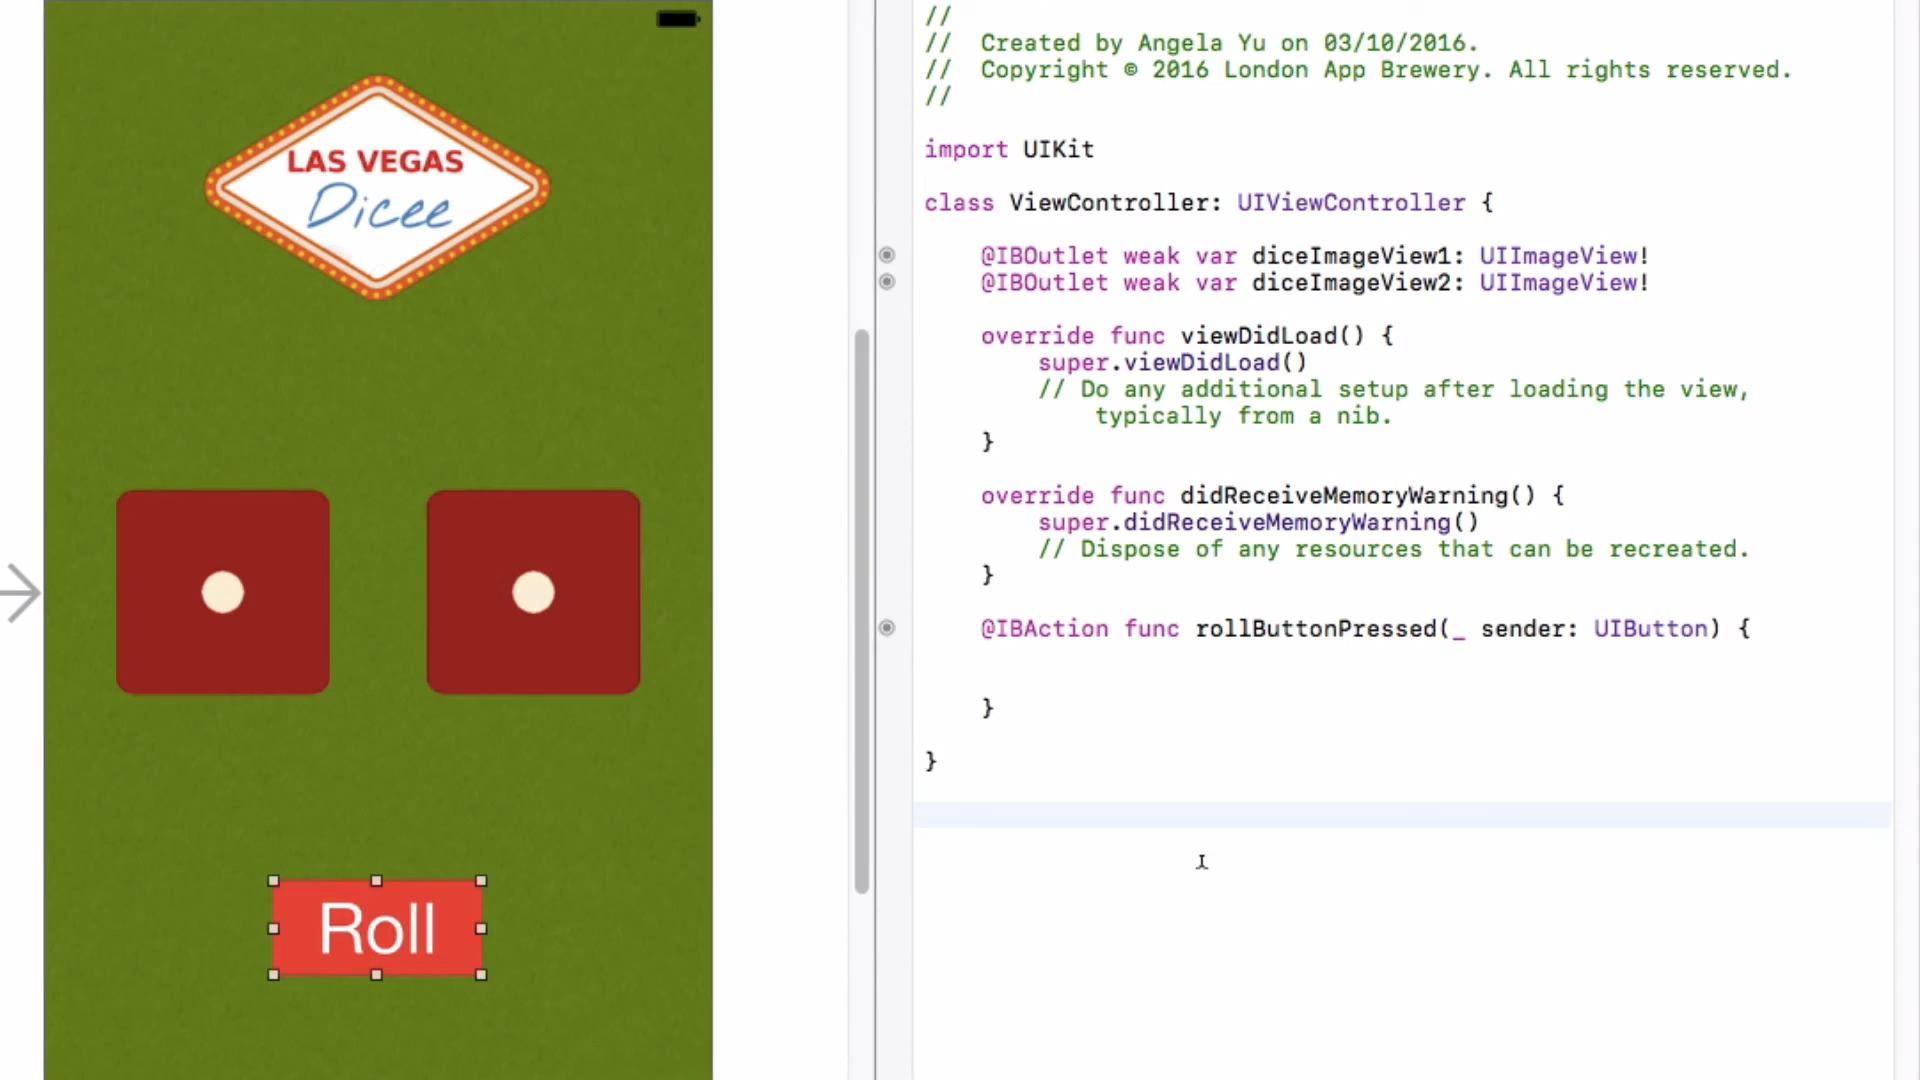 LAS VEGAS
Dicee
Roll
//
//  Created by Angela Yu on 03/10/2016.
//  Copyright © 2016 London App Brewery. All rights reserved.
//
import UIKit
class ViewController: UIViewController {
@IBOutlet weak var diceImageView1: UIImageView!
@IBOutlet weak var diceImageView2: UIImageView!
override func viewDidLoad() {
super.viewDidLoad()
// Do any additional setup after loading the view,
typically from a nib.
}
override func didReceiveMemoryWarning() {
super.didReceiveMemoryWarning()
// Dispose of any resources that can be recreated.
}
@IBAction func rollButtonPressed(_ sender: UIButton) {
}
}